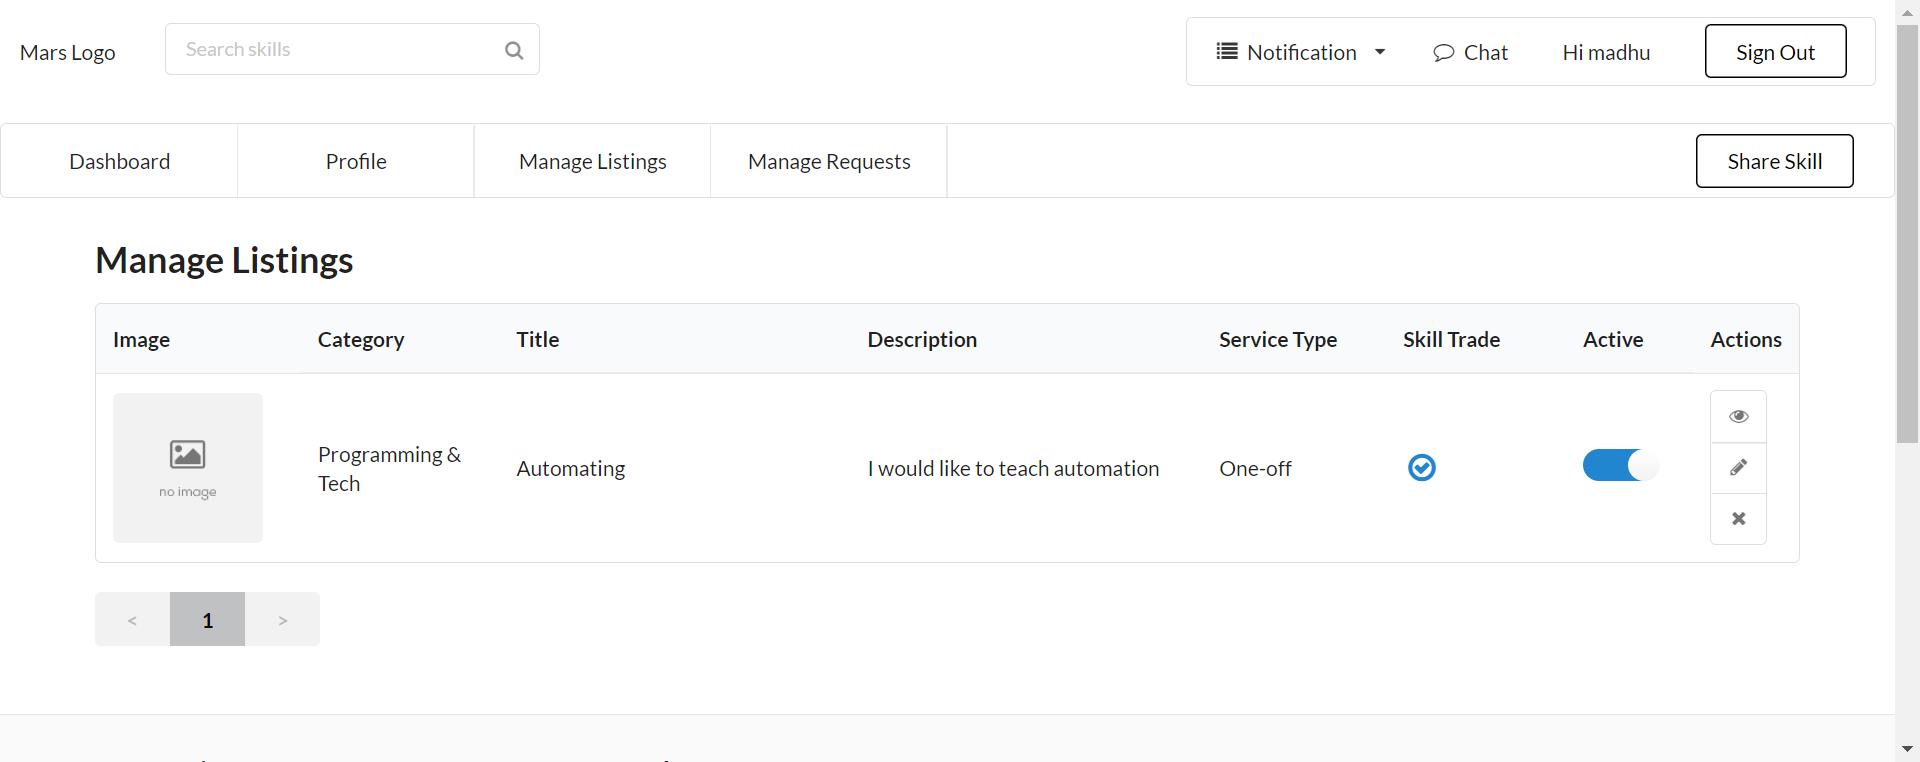 Mars Logo
Search skills
Notification
Chat
Hi madhu
Sign Out
Dashboard
Profile
Manage Listings
Manage Requests
Share Skill
Manage Listings
Image Category Title Description Service Type Skill Trade Active Actions
no image
Programming &
Tech
Automating
I would like to teach automation
One-off
< 1 >